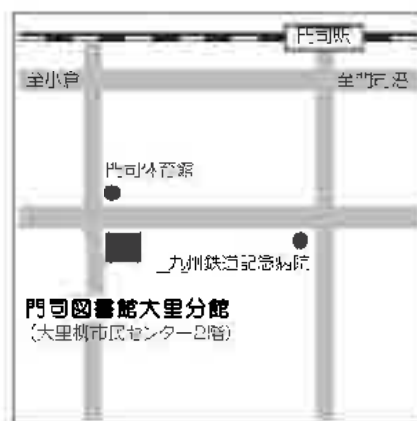 門司駅
至小倉
至門司港
門司体育館
九州鉄道記念病院
門司図書館大里分館
(大里柳市民センター2階)